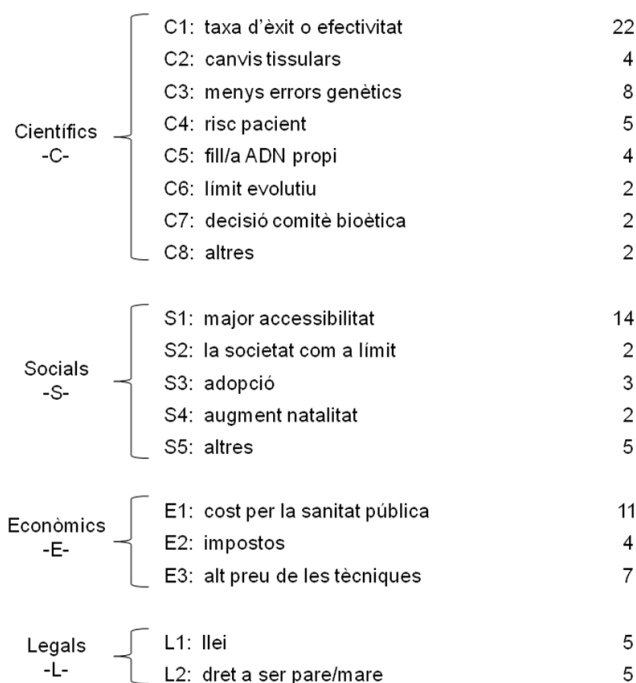 Científics
-C-
C1: taxa d'èxit o efectivitat 22
C2: canvis tissulars 4
C3: menys errors genètics 8
C4: risc pacient 5
C5: fill/a ADN propi 4
C6: límit evolutiu 2
C7: decisió comitè bioètica 2
C8: altres 2
Socials
-S-
S1: major accessibilitat 14
S2: la societat com a límit 2
S3: adopció 3
S4: augment natalitat 2
S5: altres 5
Econòmics
-E-
E1: cost per la sanitat pública 11
E2: impostos 4
E3: alt preu de les tècniques 7
Legals
-L-
L1: llei 5
L2: dret a ser pare/mare 5